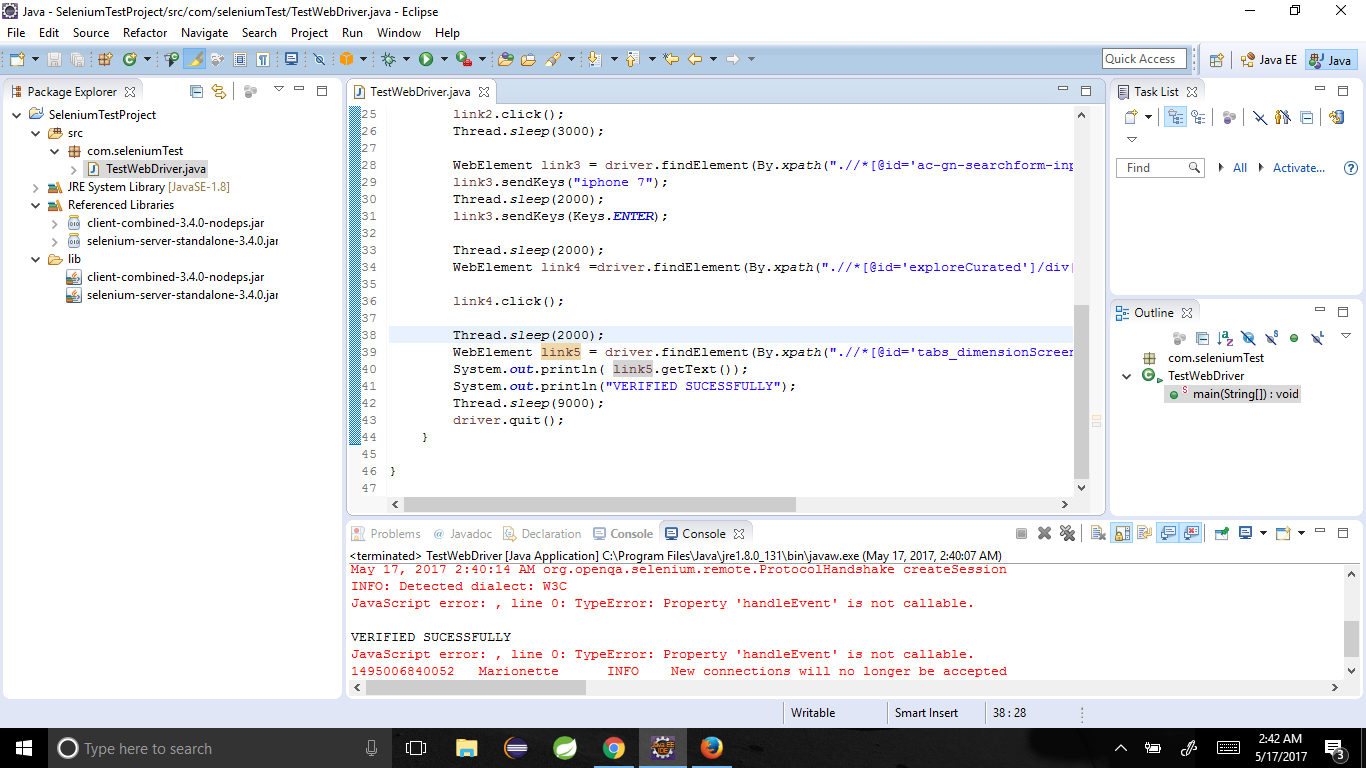 Java - SeleniumTestProject/src/com/seleniumTest/TestWebDriver.java - Eclipse
File Edit Source Refactor Navigate Search Project Run Window Help
Quick Access
Java EE
Java
Package Explorer
SeleniumTestProject
src
com.seleniumTest
TestWebDriver.java
JRE System Library [JavaSE-1.8]
Referenced Libraries
client-combined-3.4.0-nodeps.jar
selenium-server-standalone-3.4.0.jar
lib
client-combined-3.4.0-nodeps.jar
selenium-server-standalone-3.4.0.jar
TestWebDriver.java
25 link2.click();
26 Thread.sleep(3000);
27
28 WebElement link3 = driver.findElement(By.xpath(".//*[@id='ac-gn-searchform-inp
29 link3.sendKeys("iphone 7");
30 Thread.sleep(2000);
31 link3.sendKeys(Keys.ENTER);
32
33 Thread.sleep(2000);
34 WebElement link4 =driver.findElement(By.xpath(".//*[@id='exploreCurated']/div[
35
36 link4.click();
37
38 Thread.sleep(2000);
39 WebElement link5 = driver.findElement(By.xpath(".//*[@id='tabs_dimensionScreen
40 System.out.println( link5.getText());
41 System.out.println("VERIFIED SUCESSFULLY");
42 Thread.sleep(9000);
43 driver.quit();
44 }
45
46 }
47
Task List
Find
All
Activate...
Outline
com.seleniumTest
TestWebDriver
main(String[]) : void
Problems @ Javadoc Declaration Console Console
<terminated> TestWebDriver [Java Application] C:\Program Files\Java\jre1.8.0_131\bin\javaw.exe (May 17, 2017, 2:40:07 AM)
May 17, 2017 2:40:14 AM org.openqa.selenium.remote.ProtocolHandshake createSession
INFO: Detected dialect: W3C
JavaScript error: , line 0: TypeError: Property 'handleEvent' is not callable.
VERIFIED SUCESSFULLY
JavaScript error: , line 0: TypeError: Property 'handleEvent' is not callable.
1495006840052 Marionette INFO New connections will no longer be accepted
Writable
Smart Insert
38 : 28
Type here to search
2:42 AM
5/17/2017
3